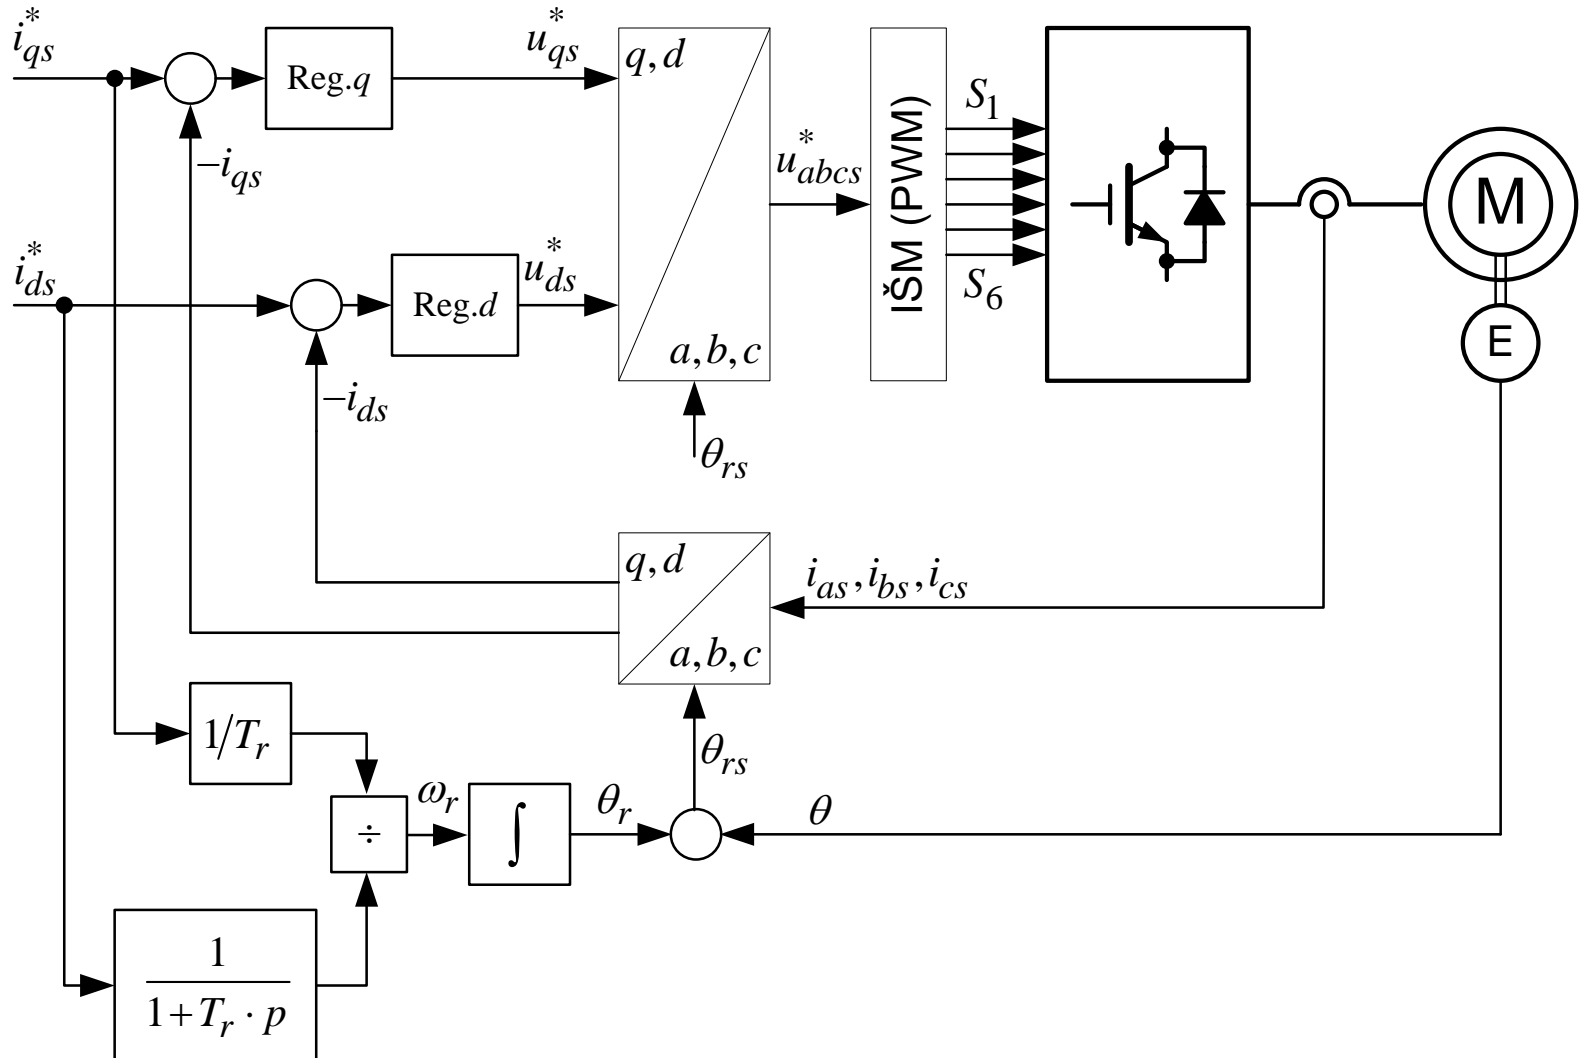 i*qs
Reg.q
u*qs
q,d
a,b,c
−iqs
i*ds
Reg.d
u*ds
−ids
θrs
u*abcs
IŠM (PWM)
S1
S6
M
E
q,d
a,b,c
ias,ibs,ics
θrs
1/Tr
÷
ωr
∫
θr
θ
1
1+Tr·p